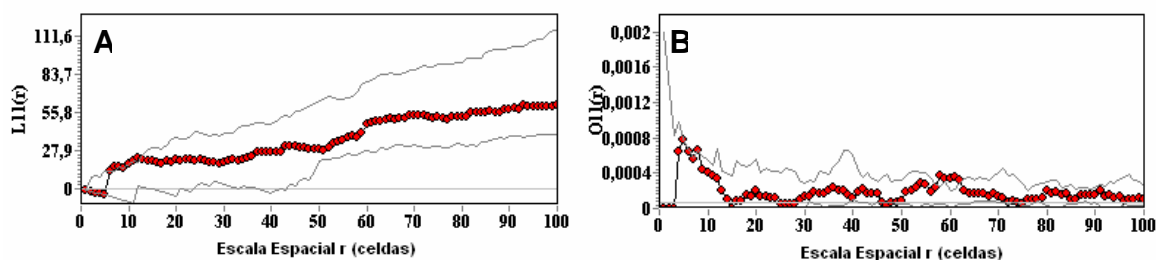 A
111,6
83,7
55,8
27,9
0
L11(r)
0 10 20 30 40 50 60 70 80 90 100
Escala Espacial r (celdas)
B
0,002
0,0016
0,0012
0,0008
0,0004
0
O11(r)
0 10 20 30 40 50 60 70 80 90 100
Escala Espacial r (celdas)